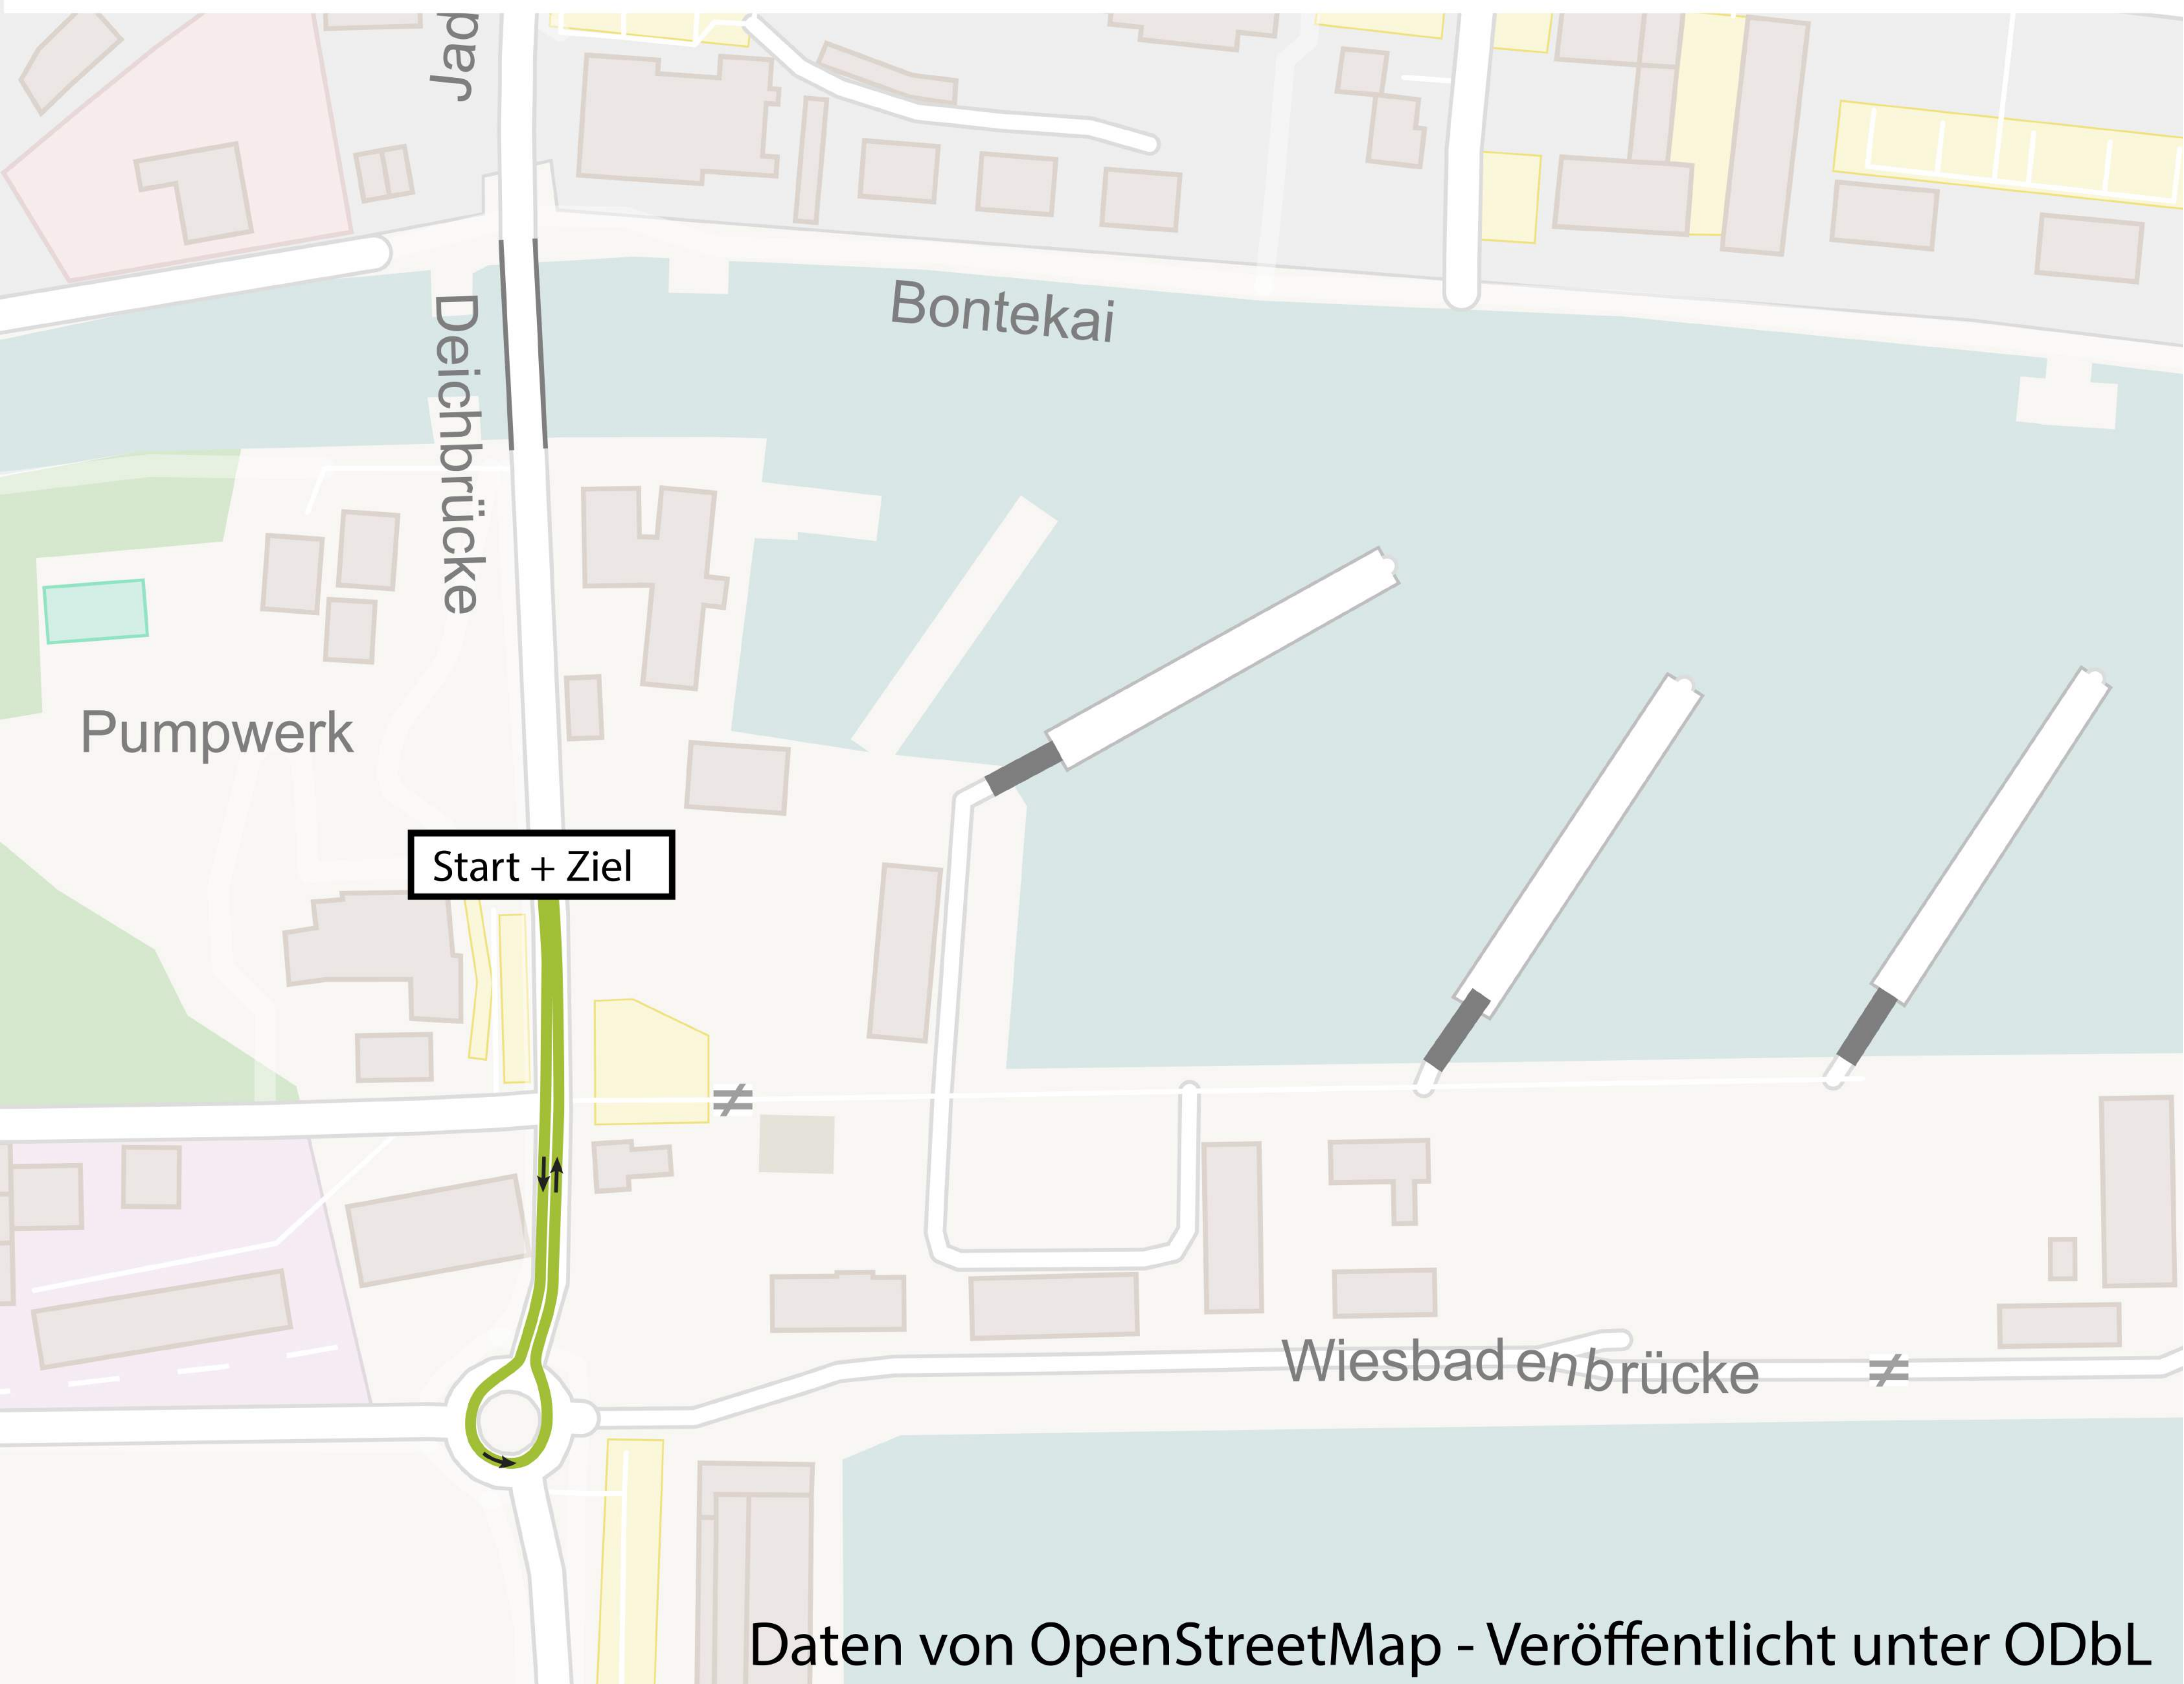 Jad
Bontekai
Deichbrücke
Pumpwerk
Start + Ziel
≠
Wiesbadenbrücke
≠
Daten von OpenStreetMap - Veröffentlicht unter ODbL